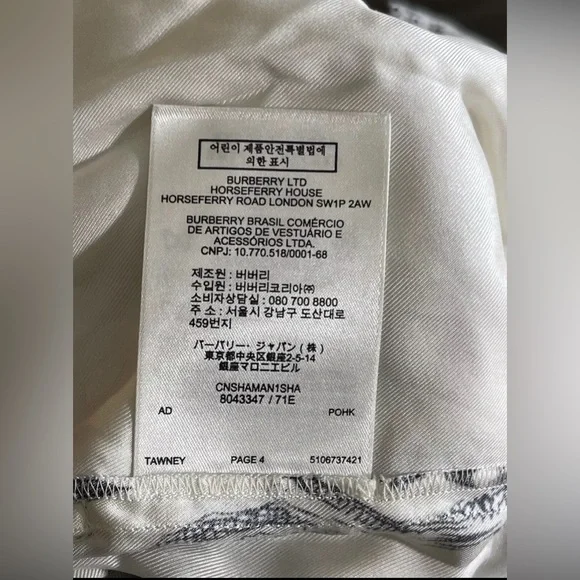 어린이 제품안전특별법에
의한 표시
BURBERRY LTD
HORSEFERRY HOUSE
HORSEFERRY ROAD LONDON SW1P 2AW
BURBERRY BRASIL COMÉRCIO
DE ARTIGOS DE VESTUÁRIO E
ACESSÓRIOS LTDA.
CNPJ: 10.770.518/0001-68
제조원 : 버버리
수입원 : 버버리코리아㈜
소비자상담실 : 080 700 8800
주 소 : 서울시 강남구 도산대로
459번지
バーバリー・ジャパン(株)
東京都中央区銀座2-5-14
銀座マロニエビル
CNSHAMAN1SHA
8043347 / 71E
AD POHK
TAWNEY PAGE 4 5106737421